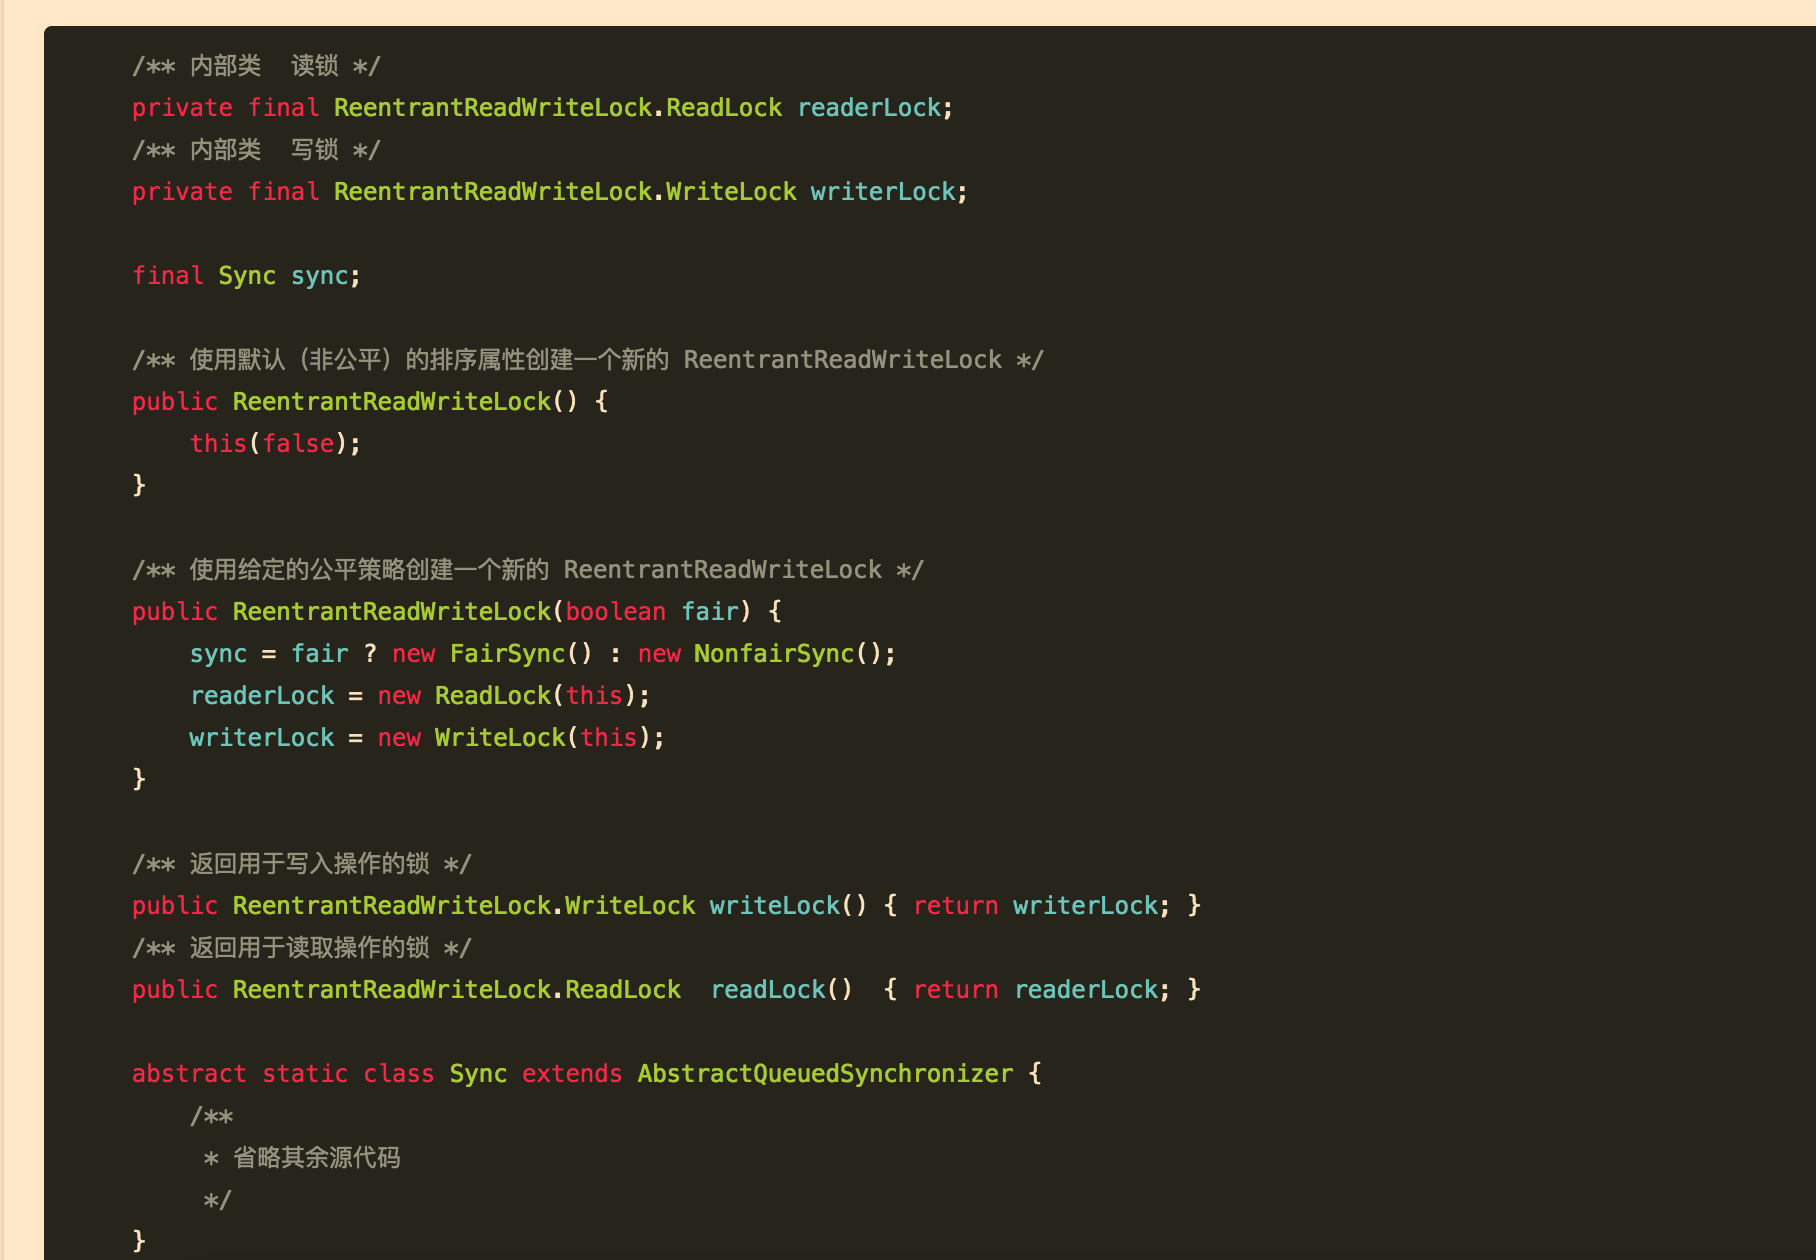 /** 内部类  读锁 */
private final ReentrantReadWriteLock.ReadLock readerLock;
/** 内部类  写锁 */
private final ReentrantReadWriteLock.WriteLock writerLock;
final Sync sync;
/** 使用默认（非公平）的排序属性创建一个新的 ReentrantReadWriteLock */
public ReentrantReadWriteLock() {
    this(false);
}
/** 使用给定的公平策略创建一个新的 ReentrantReadWriteLock */
public ReentrantReadWriteLock(boolean fair) {
    sync = fair ? new FairSync() : new NonfairSync();
    readerLock = new ReadLock(this);
    writerLock = new WriteLock(this);
}
/** 返回用于写入操作的锁 */
public ReentrantReadWriteLock.WriteLock writeLock() { return writerLock; }
/** 返回用于读取操作的锁 */
public ReentrantReadWriteLock.ReadLock  readLock()  { return readerLock; }
abstract static class Sync extends AbstractQueuedSynchronizer {
    /**
     * 省略其余源代码
     */
}